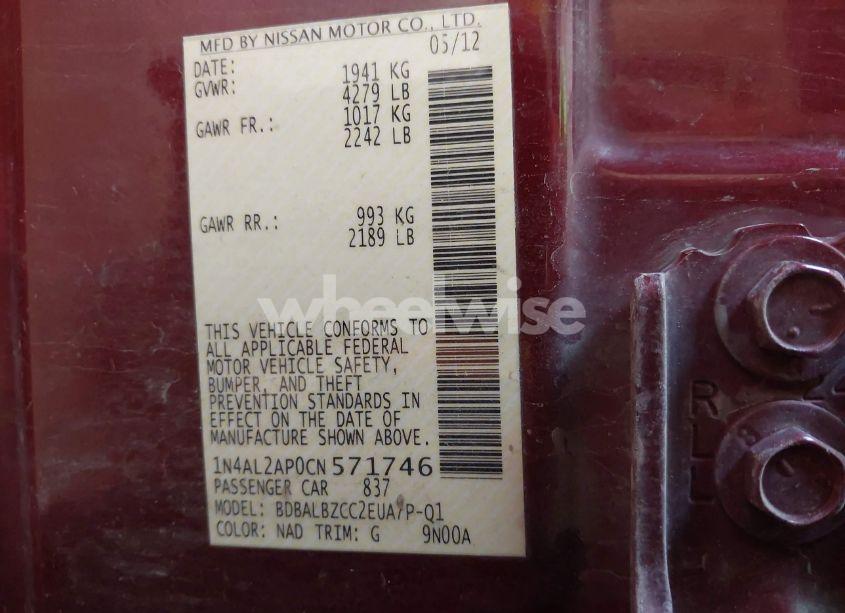 MFD BY NISSAN MOTOR CO., LTD.
DATE: 05/12
GVWR: 1941 KG
4279 LB
GAWR FR.: 1017 KG
2242 LB
GAWR RR.: 993 KG
2189 LB
wheelwise
THIS VEHICLE CONFORMS TO
ALL APPLICABLE FEDERAL
MOTOR VEHICLE SAFETY,
BUMPER, AND THEFT
PREVENTION STANDARDS IN
EFFECT ON THE DATE OF
MANUFACTURE SHOWN ABOVE.
1N4AL2AP0CN571746
PASSENGER CAR 837
MODEL: BDBALBZCC2EUA7P-Q1
COLOR: NAD TRIM: G 9N00A
RLL
8